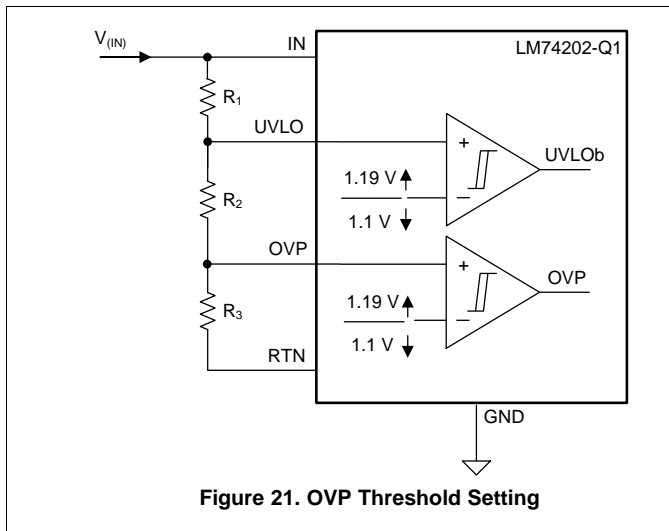 V(IN)
IN
LM74202-Q1
R1
UVLO
+
UVLOb
1.19 V
–
1.1 V
R2
OVP
+
OVP
1.19 V
–
1.1 V
R3
RTN
GND
Figure 21. OVP Threshold Setting